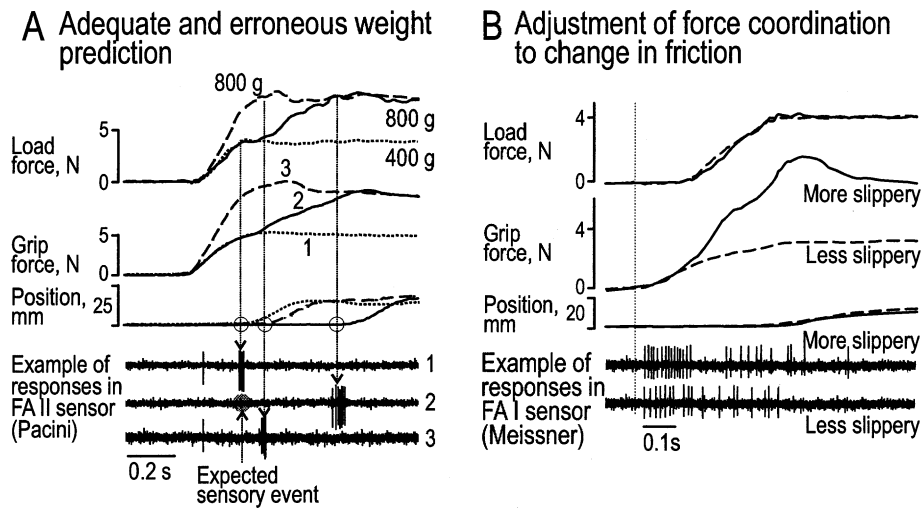 A Adequate and erroneous weight
prediction
800 g
Load
force, N
5
0
800 g
400 g
3
2
1
Grip
force, N
5
0
Position,
mm
25
Example of
responses in
FA II sensor
(Pacini)
1
2
3
0.2 s
Expected
sensory event
B Adjustment of force coordination
to change in friction
Load
force, N
4
0
More slippery
Grip
force, N
4
0
Less slippery
Position,
mm
20
More slippery
Example of
responses in
FA I sensor
(Meissner)
Less slippery
0.1s